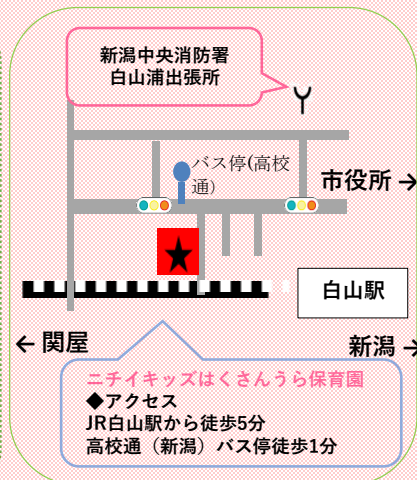 新潟中央消防署
白山浦出張所
バス停(高校
通)
市役所→
白山駅
←関屋
新潟→
ニチイキッズはくさんうら保育園
◆アクセス
JR白山駅から徒歩5分
高校通（新潟）バス停徒歩1分